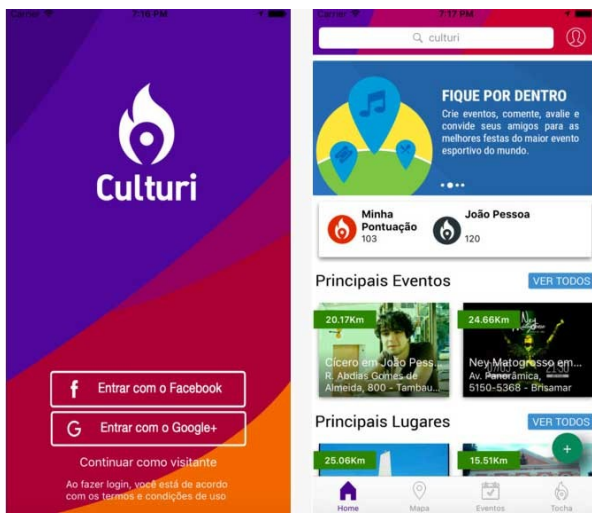 Carrier
7:16 PM
Culturi
Entrar com o Facebook
G Entrar com o Google+
Continuar como visitante
Ao fazer login, você está de acordo
com os termos e condições de uso
Carrier
7:17 PM
culturi
FIQUE POR DENTRO
Crie eventos, comente, avalie e
convide seus amigos para as
melhores festas do maior evento
esportivo do mundo.
Minha
Pontuação
103
João Pessoa
120
Principais Eventos
VER TODOS
20.17Km
Cícero em João Pess...
R. Abdias Gomes de
Almeida, 800 - Tambau...
24.66Km
Ney Matogrosso em...
07/05 21:30
Av. Panorâmica,
5150-5368 - Brisamar
Principais Lugares
VER TODOS
25.06Km
15.51Km
+
Home
Mapa
Eventos
Tocha